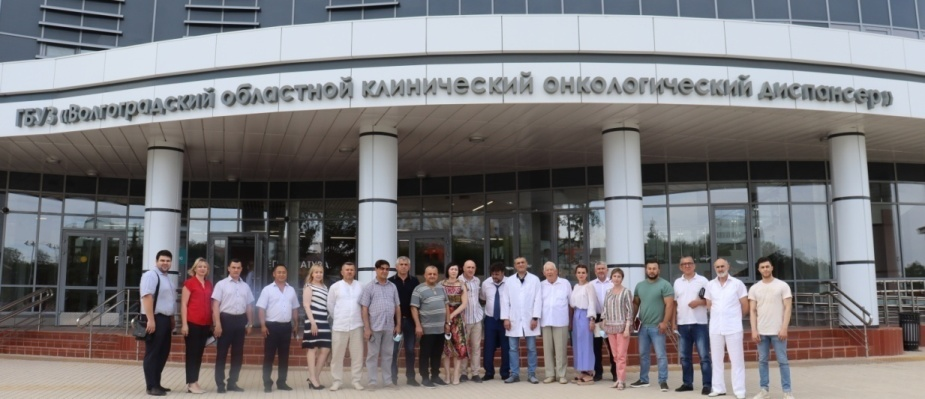 ГБУЗ «Волгоградский областной клинический онкологический диспансер»